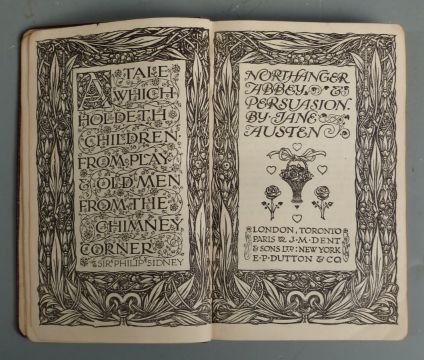 A TALE
WHICH
HOLDETH
CHILDREN
FROM PLAY
& OLD MEN
FROM THE
CHIMNEY
CORNER
SIR PHILIP SIDNEY
NORTHANGER
ABBEY, &
PERSUASION
BY JANE
AUSTEN
LONDON, TORONTO
PARIS J. M. DENT
& SONS LTD: NEW YORK
E. P. DUTTON & CO